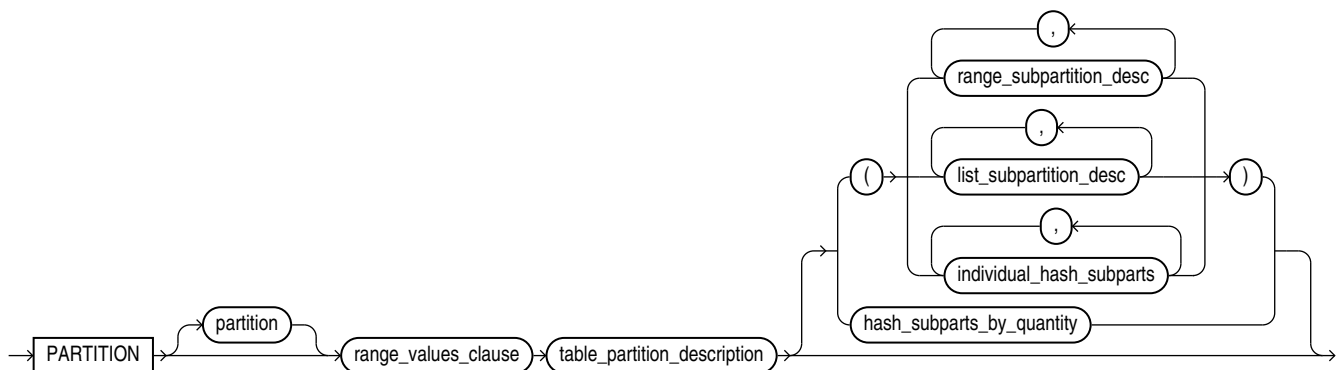 ,
range_subpartition_desc
,
( list_subpartition_desc )
,
individual_hash_subparts
partition hash_subparts_by_quantity
PARTITION range_values_clause table_partition_description